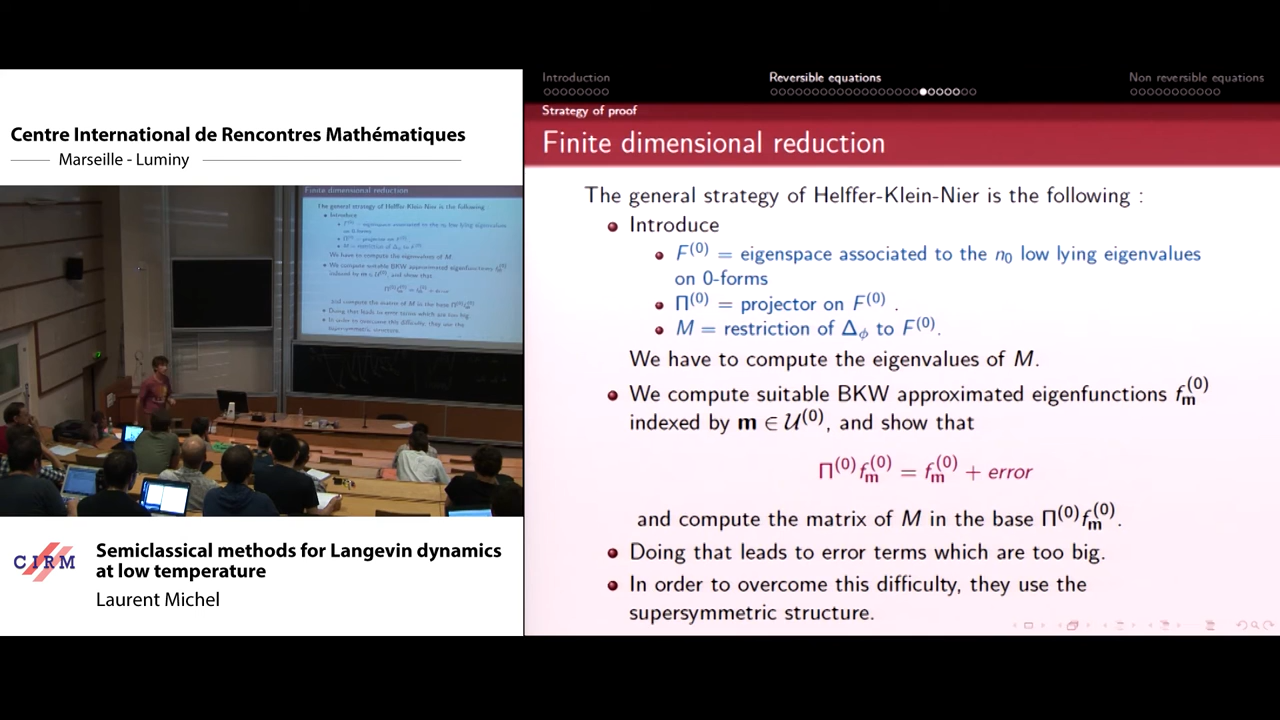 Centre International de Rencontres Mathématiques
Marseille - Luminy
CIRM
Semiclassical methods for Langevin dynamics
at low temperature
Laurent Michel
Introduction
Reversible equations
Non reversible equations
Strategy of proof
Finite dimensional reduction
The general strategy of Helffer-Klein-Nier is the following :
Introduce
F⁽⁰⁾ = eigenspace associated to the n₀ low lying eigenvalues
on 0-forms
Π⁽⁰⁾ = projector on F⁽⁰⁾ .
M = restriction of Δ_ϕ to F⁽⁰⁾.
We have to compute the eigenvalues of M.
We compute suitable BKW approximated eigenfunctions f_m⁽⁰⁾
indexed by m ∈ 𝒰⁽⁰⁾, and show that
Π⁽⁰⁾f_m⁽⁰⁾ = f_m⁽⁰⁾ + error
and compute the matrix of M in the base Π⁽⁰⁾f_m⁽⁰⁾.
Doing that leads to error terms which are too big.
In order to overcome this difficulty, they use the
supersymmetric structure.